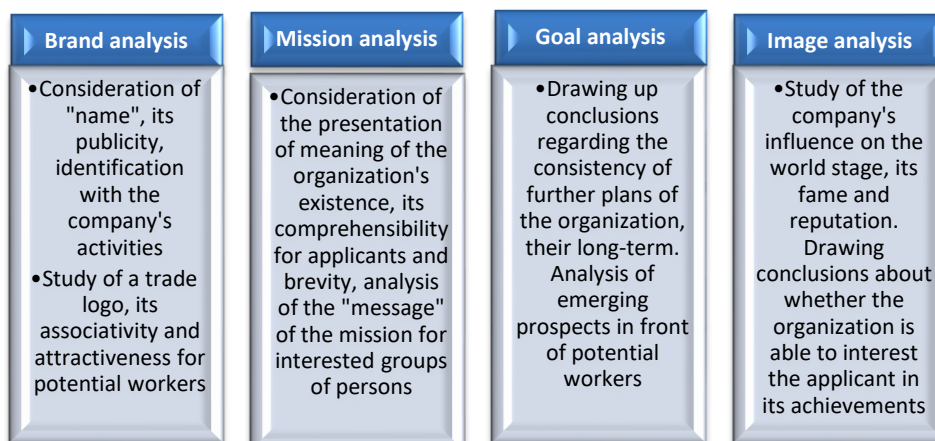 Brand analysis
•Consideration of
"name", its
publicity,
identification
with the
company's
activities
•Study of a trade
logo, its
associativity and
attractiveness for
potential workers
Mission analysis
•Consideration of
the presentation
of meaning of the
organization's
existence, its
comprehensibility
for applicants and
brevity, analysis
of the "message"
of the mission for
interested groups
of persons
Goal analysis
•Drawing up
conclusions
regarding the
consistency of
further plans of
the organization,
their long-term.
Analysis of
emerging
prospects in front
of potential
workers
Image analysis
•Study of the
company's
influence on the
world stage, its
fame and
reputation.
Drawing
conclusions about
whether the
organization is
able to interest
the applicant in
its achievements